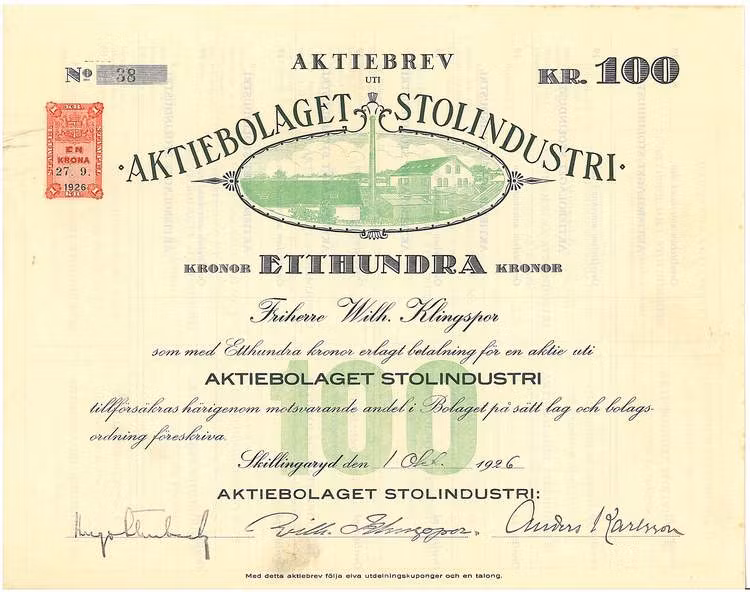 AKTIEBREV
UTI
Nº 38
KR. 100
AKTIEBOLAGET STOLINDUSTRI
EN
KRONA
27. 9.
1926
KRONOR ETTHUNDRA KRONOR
Friherre Wilh. Klingspor
som med Etthundra kronor erlagt betalning för en aktie uti
AKTIEBOLAGET STOLINDUSTRI
100
tillförsäkras härigenom motsvarande andel i Bolaget på sätt lag och bolags-
ordning föreskriva.
Skillingaryd den 1 Okt. 1926
AKTIEBOLAGET STOLINDUSTRI:
Hugo Wilh. Klingspor. Anders Karlsson
Med detta aktiebrev följa elva utdelningskuponger och en talong.